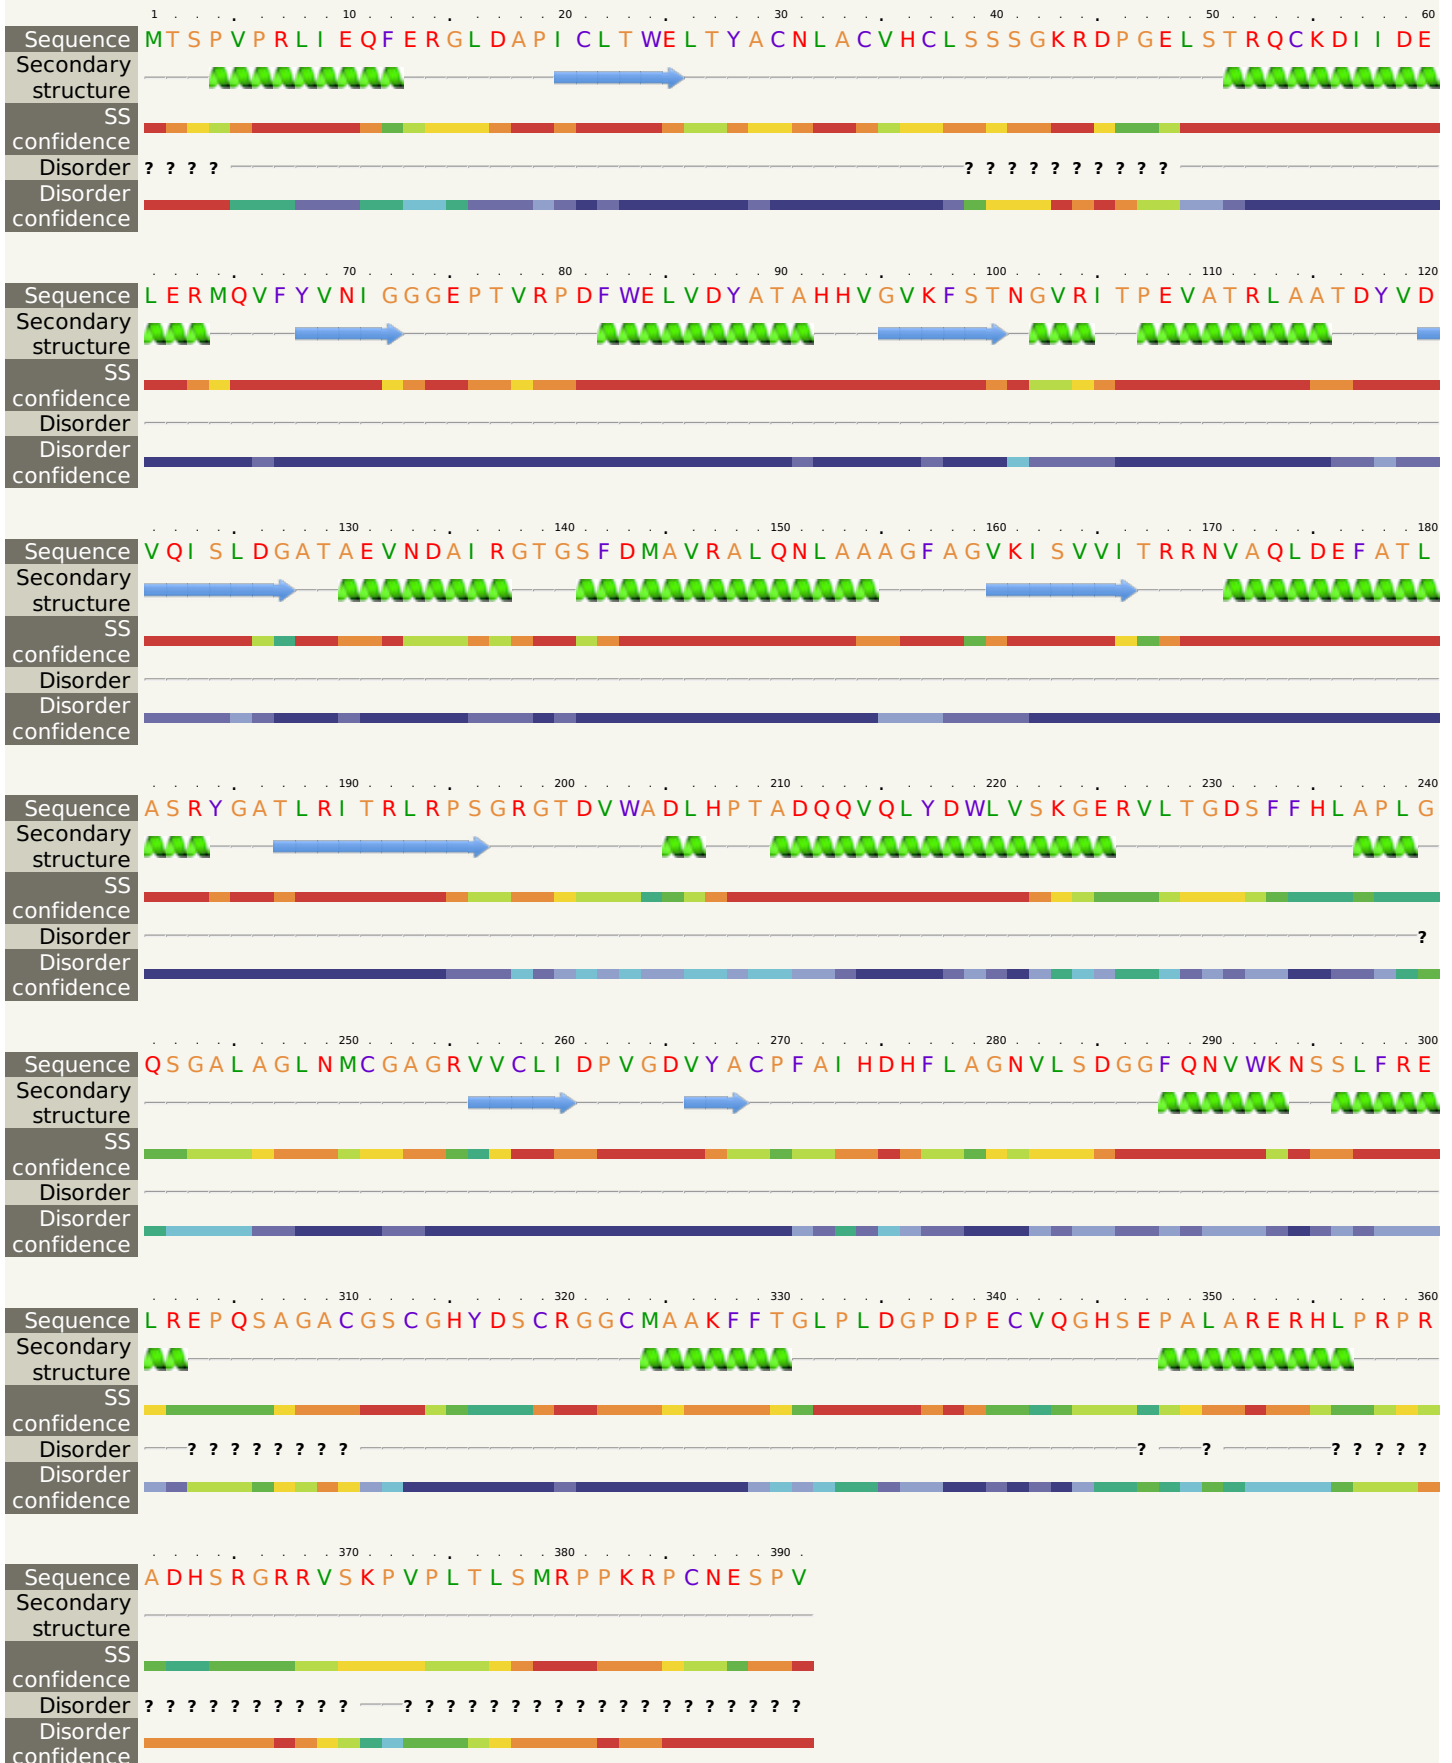 1 10 20 30 40 50 60
Sequence MTSPVPRLIEQFERGLDAPICLTWELTYACNLACVHCLSSSGKRDPGELSTRQCKDIIDE
Secondary
structure
SS
confidence
Disorder ? ? ? ? ? ? ? ? ? ? ? ? ? ?
Disorder
confidence
70 80 90 100 110 120
Sequence LERMQVFYVNIGGGEPTVRPDFWELVDYATAHHVGVKFSTNGVRITPEVATRLAATDYVD
Secondary
structure
SS
confidence
Disorder
Disorder
confidence
130 140 150 160 170 180
Sequence VQISLDGATAEVNDAIRGTGSFDMAVRALQNLAAAGFAGVKISVVITRRNVAQLDEFATL
Secondary
structure
SS
confidence
Disorder
Disorder
confidence
190 200 210 220 230 240
Sequence ASRYGATLRITRLRPSGRGTDVWADLHPTADQQVQLYDWLVSKGERVLTGDSFFHLAPLG
Secondary
structure
SS
confidence
Disorder ?
Disorder
confidence
250 260 270 280 290 300
Sequence QSGALAGLNMCGAGRVVCLIDPVGDVYACPFAIHDHFLAGNVLSDGGFQNVWKNSSLFRE
Secondary
structure
SS
confidence
Disorder
Disorder
confidence
310 320 330 340 350 360
Sequence LREPQSAGACGSCGHYDSCRGGCMAAKFFTGLPLDGPDPECVQGHSEPALARERHLPRPR
Secondary
structure
SS
confidence
Disorder ? ? ? ? ? ? ? ? ? ? ? ? ? ? ?
Disorder
confidence
370 380 390
Sequence ADHSRGRRVSKPVPLTLSMRPPKRPCNESPV
Secondary
structure
SS
confidence
Disorder ? ? ? ? ? ? ? ? ? ? ? ? ? ? ? ? ? ? ? ? ? ? ? ? ? ? ? ? ?
Disorder
confidence